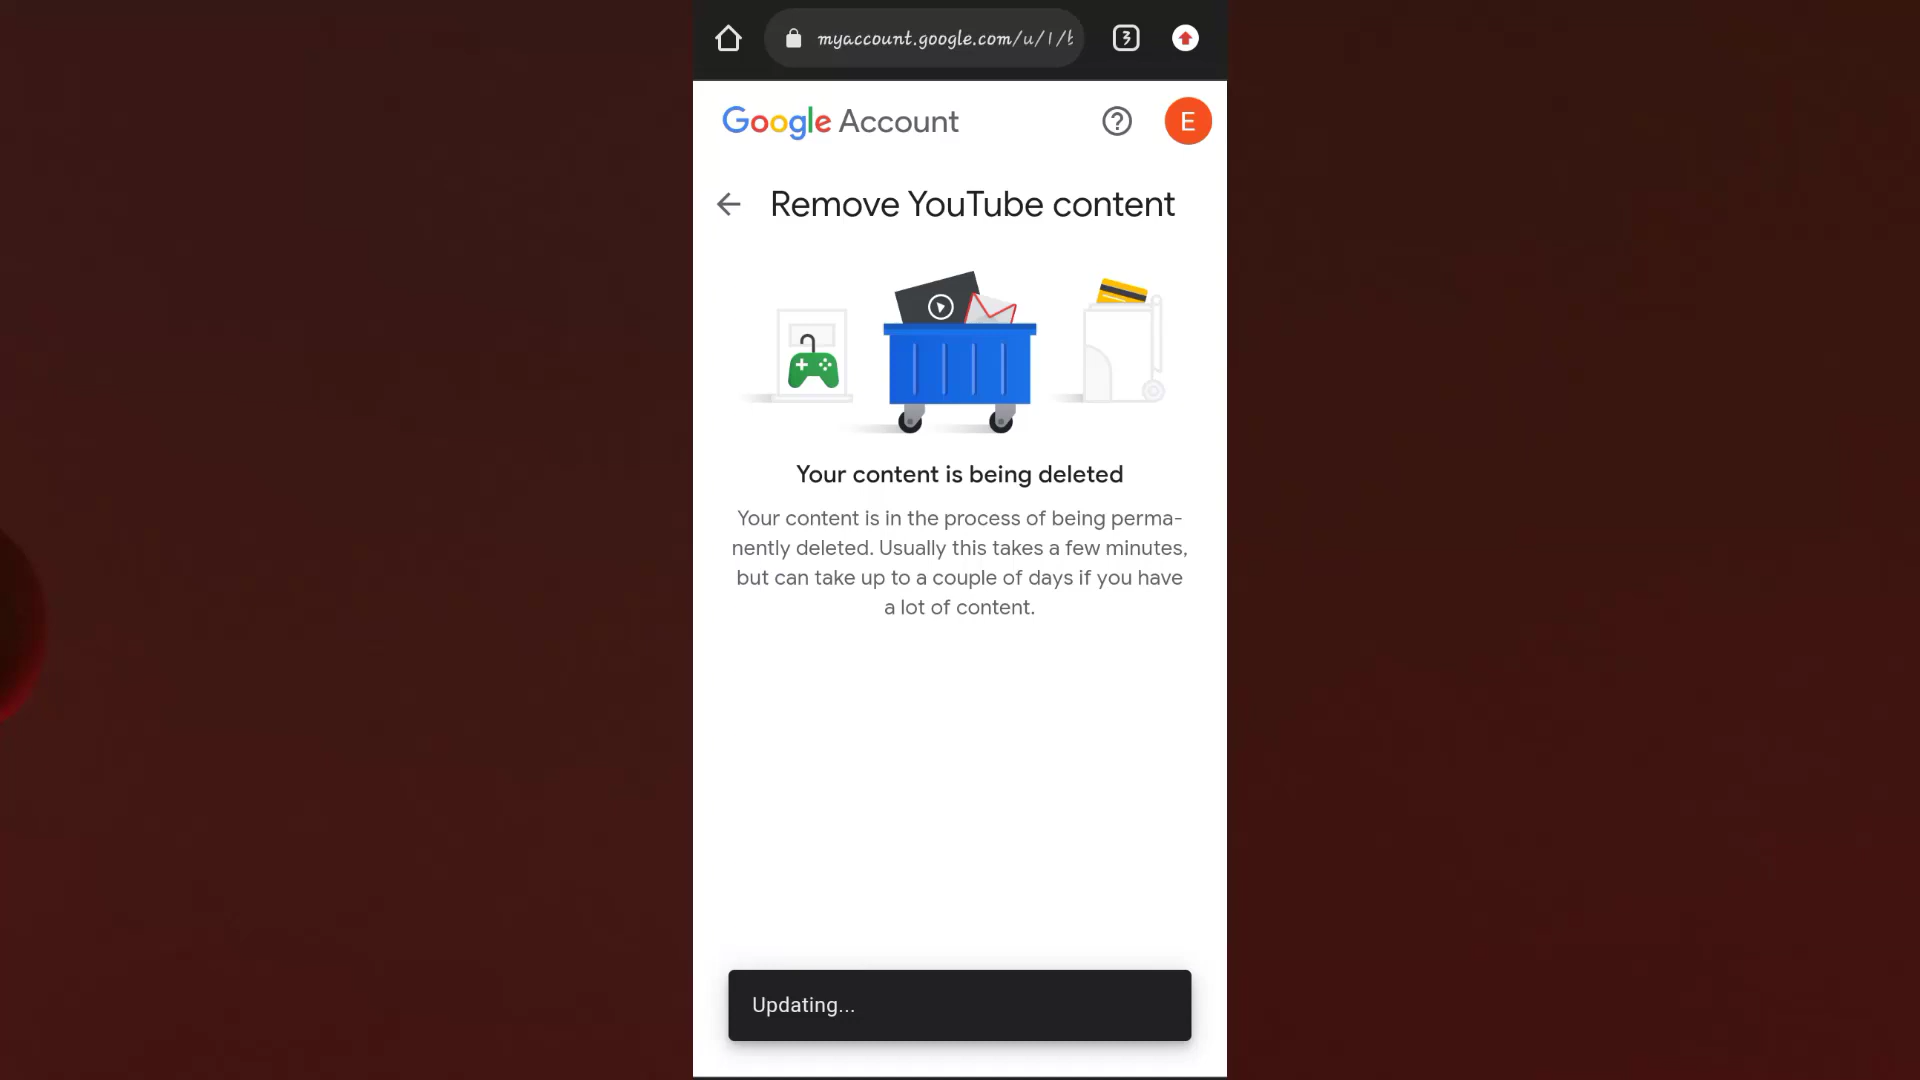 myaccount.google.com/u/1/b
3
Google Account
E
Remove YouTube content
Your content is being deleted
Your content is in the process of being perma-
nently deleted. Usually this takes a few minutes,
but can take up to a couple of days if you have
a lot of content.
Updating...